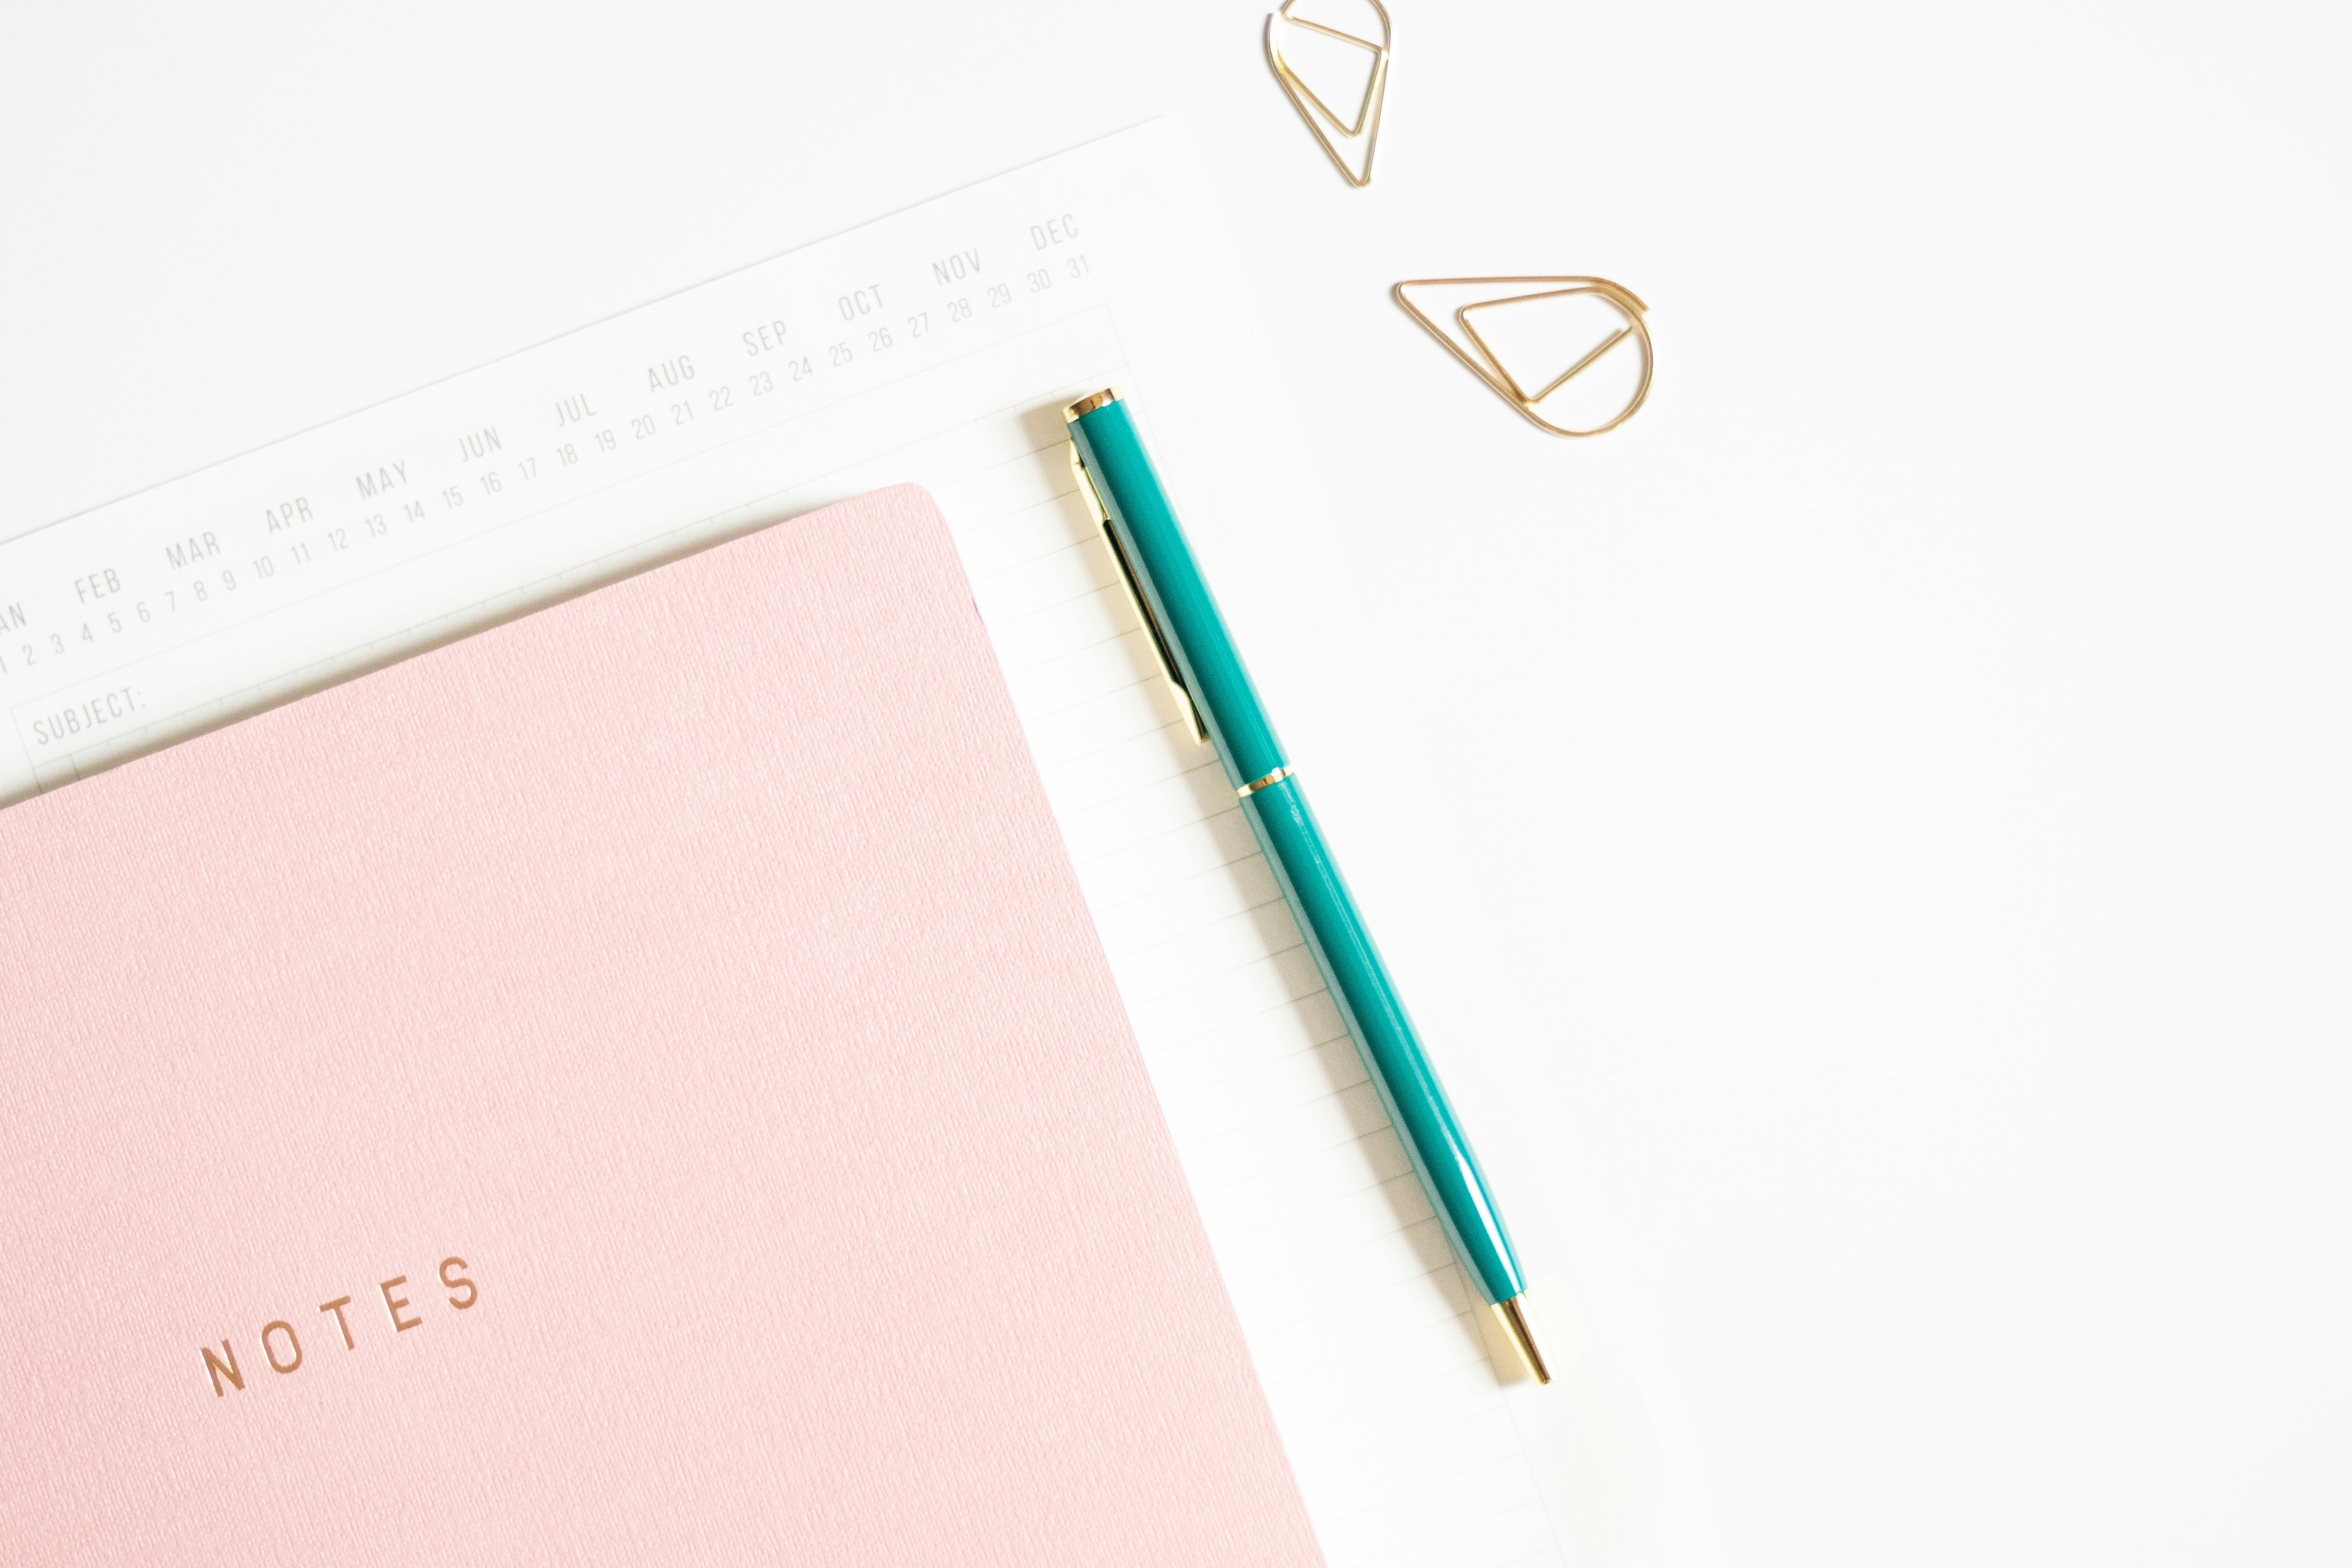 AN FEB MAR APR MAY JUN JUL AUG SEP OCT NOV DEC
1 2 3 4 5 6 7 8 9 10 11 12 13 14 15 16 17 18 19 20 21 22 23 24 25 26 27 28 29 30 31
SUBJECT:
NOTES